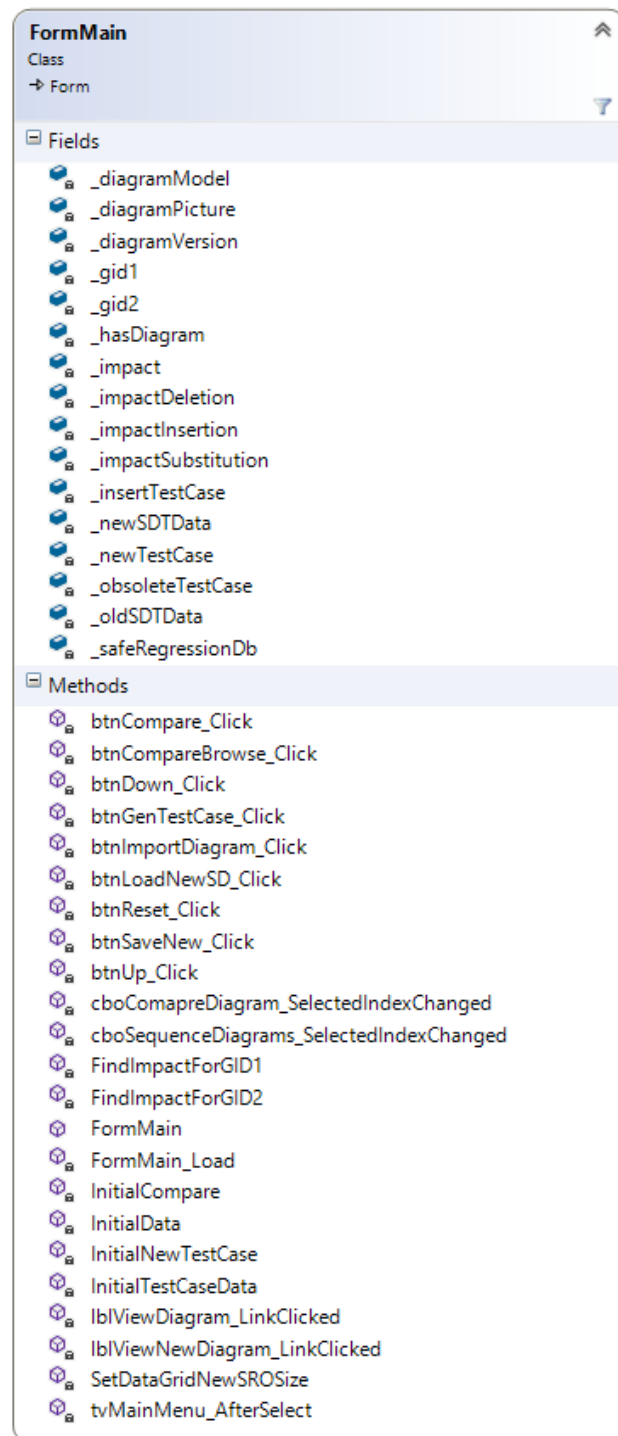 FormMain
Class
Form
Fields
_diagramModel
_diagramPicture
_diagramVersion
_gid1
_gid2
_hasDiagram
_impact
_impactDeletion
_impactInsertion
_impactSubstitution
_insertTestCase
_newSDTData
_newTestCase
_obsoleteTestCase
_oldSDTData
_safeRegressionDb
Methods
btnCompare_Click
btnCompareBrowse_Click
btnDown_Click
btnGenTestCase_Click
btnImportDiagram_Click
btnLoadNewSD_Click
btnReset_Click
btnSaveNew_Click
btnUp_Click
cboComapreDiagram_SelectedIndexChanged
cboSequenceDiagrams_SelectedIndexChanged
FindImpactForGID1
FindImpactForGID2
FormMain
FormMain_Load
InitialCompare
InitialData
InitialNewTestCase
InitialTestCaseData
lblViewDiagram_LinkClicked
lblViewNewDiagram_LinkClicked
SetDataGridNewSROSize
tvMainMenu_AfterSelect